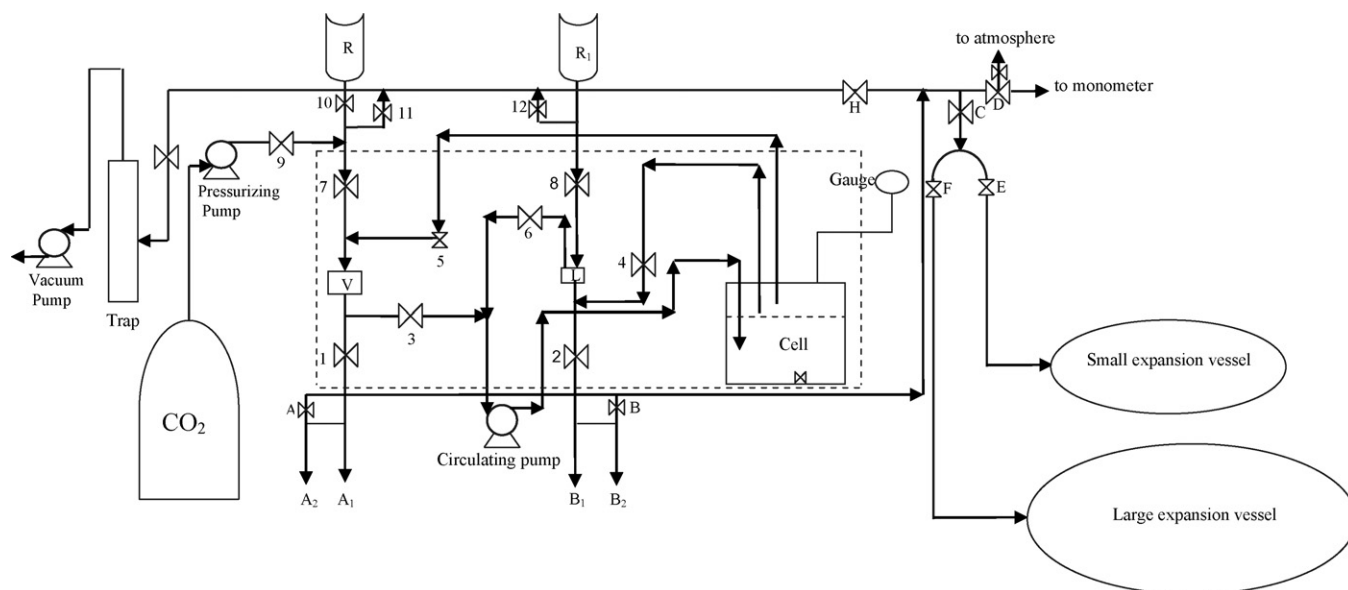 R
R₁
to atmosphere
to monometer
10
11
12
H
D
C
9
Pressurizing
Pump
7
8
Gauge
F
E
6
5
4
Vacuum
Pump
Trap
V
L
3
1
2
Cell
Small expansion vessel
A
B
CO₂
Circulating pump
A₂
A₁
B₁
B₂
Large expansion vessel